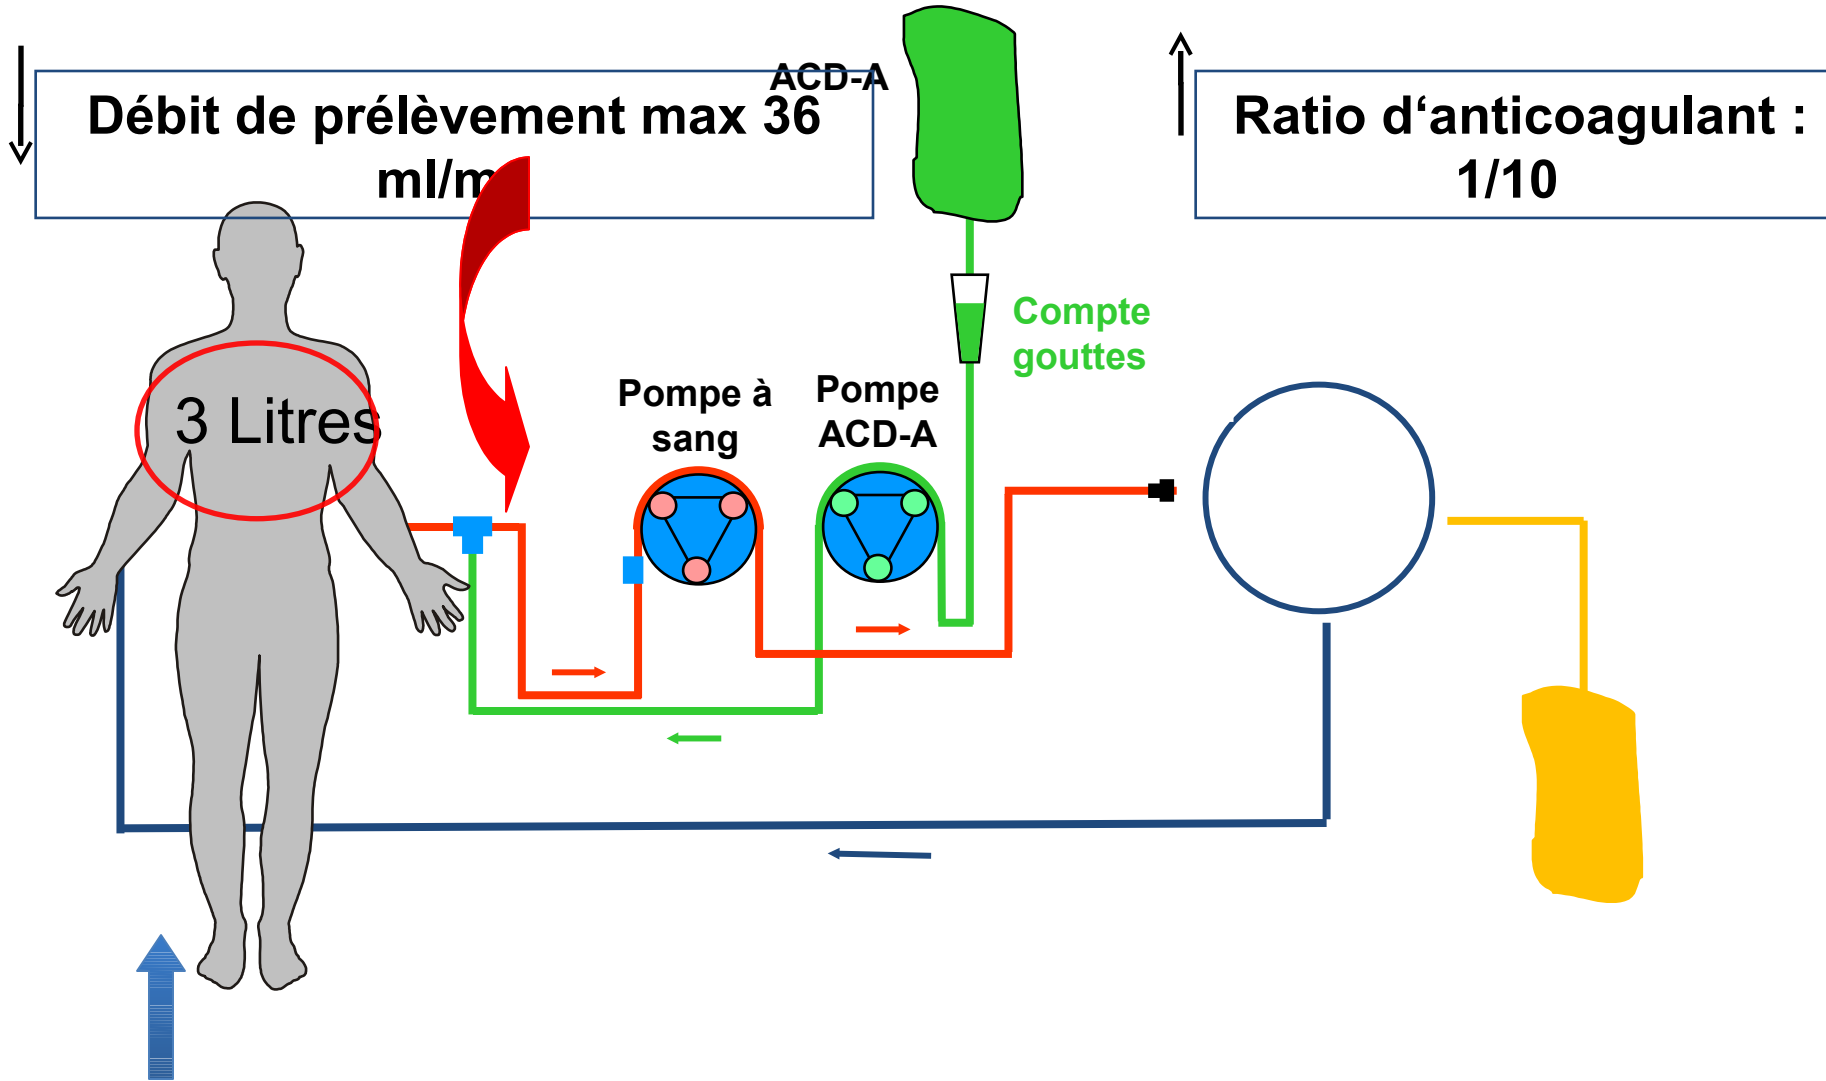 ACD-A
Débit de prélèvement max 36
ml/m
Ratio d‘anticoagulant :
1/10
Compte
gouttes
Pompe à
sang
Pompe
ACD-A
3 Litres